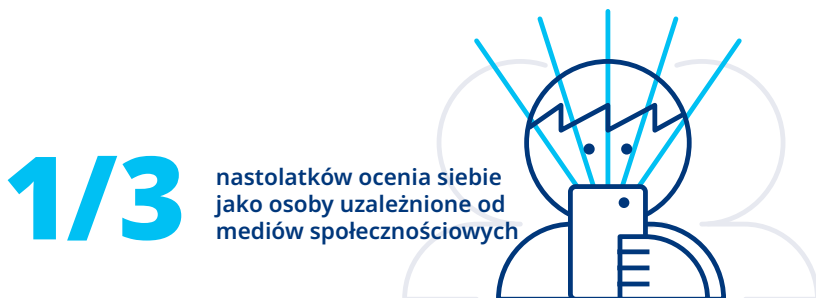 1/3
nastolatków ocenia siebie
jako osoby uzależnione od
mediów społecznościowych